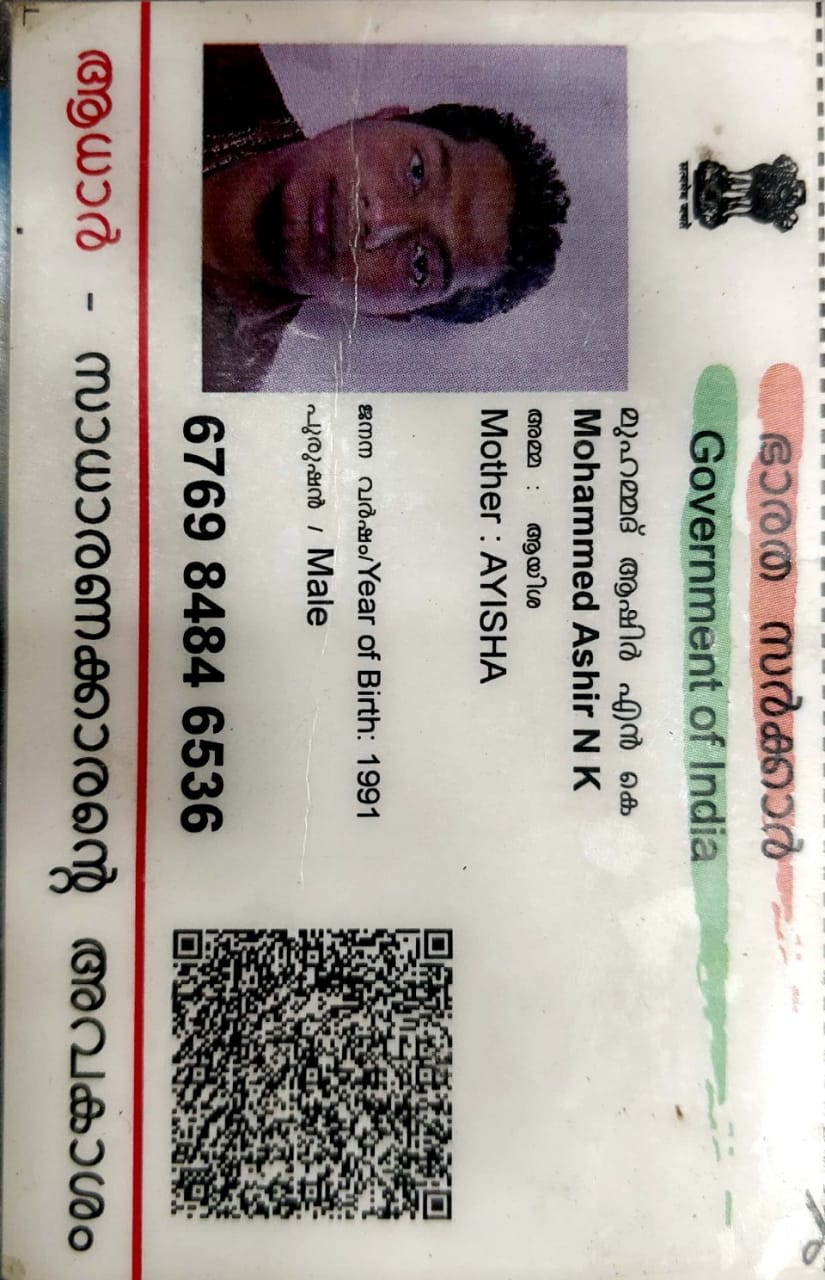 सत्यमेव जयते
ഭാരത സർക്കാർ
Government of India
മുഹമ്മദ് ആഷിർ എൻ കെ
Mohammed Ashir N K
അമ്മ : ആയിശ
Mother : AYISHA
ജനന വർഷം/Year of Birth: 1991
പുരുഷൻ / Male
6769 8484 6536
ആധാർ - സാധാരണക്കാരന്റെ അവകാശം